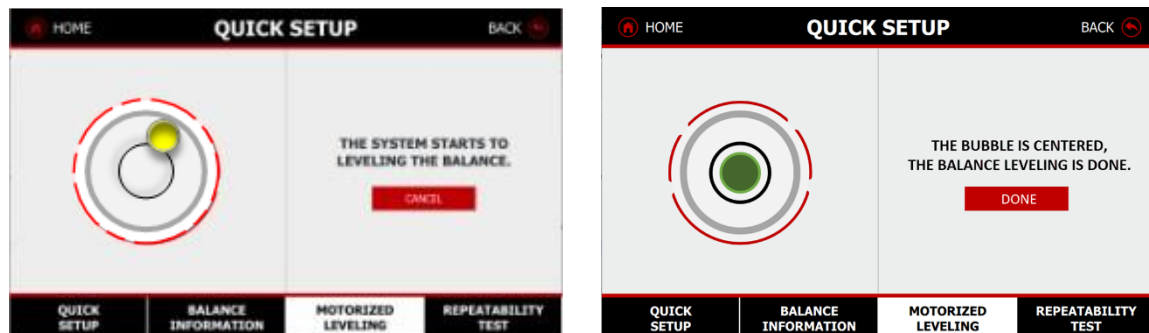 HOME QUICK SETUP BACK
THE SYSTEM STARTS TO
LEVELING THE BALANCE.
CANCEL
QUICK SETUP BALANCE INFORMATION MOTORIZED LEVELING REPEATABILITY TEST
HOME QUICK SETUP BACK
THE BUBBLE IS CENTERED,
THE BALANCE LEVELING IS DONE.
DONE
QUICK SETUP BALANCE INFORMATION MOTORIZED LEVELING REPEATABILITY TEST